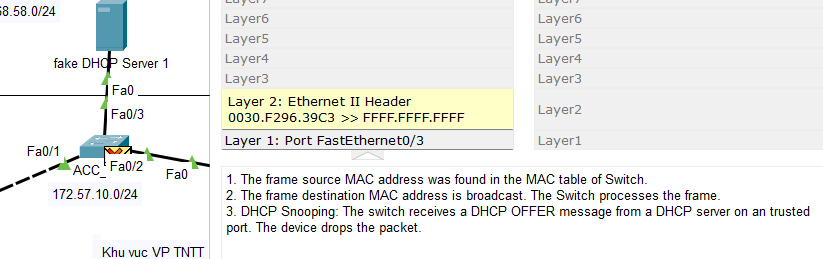 68.58.0/24
fake DHCP Server 1
Fa0
Fa0/3
Fa0/1
ACC_
Fa0/2
Fa0
172.57.10.0/24
Khu vuc VP TNTT
Layer6
Layer5
Layer4
Layer3
Layer 2: Ethernet II Header
0030.F296.39C3 >> FFFF.FFFF.FFFF
Layer 1: Port FastEthernet0/3
Layer6
Layer5
Layer4
Layer3
Layer2
Layer1
1. The frame source MAC address was found in the MAC table of Switch.
2. The frame destination MAC address is broadcast. The Switch processes the frame.
3. DHCP Snooping: The switch receives a DHCP OFFER message from a DHCP server on an trusted
port. The device drops the packet.